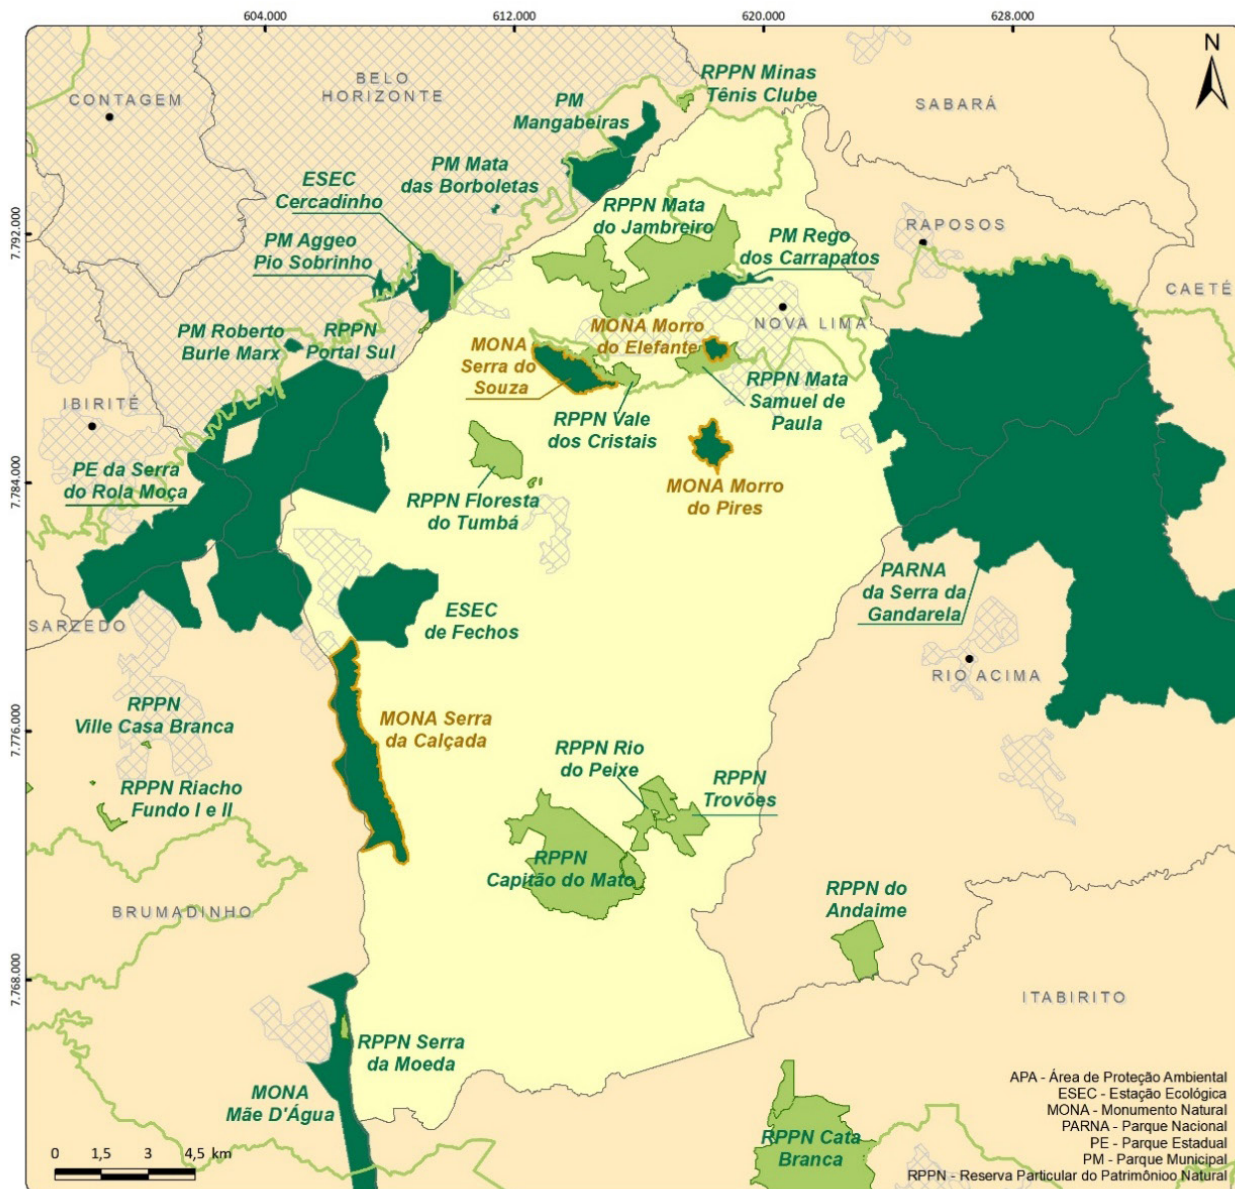 604.000
612.000
620.000
628.000
N
CONTAGEM
BELO
HORIZONTE
RPPN Minas
Tênis Clube
SABARÁ
PM
Mangabeiras
PM Mata
das Borboletas
ESEC
Cercadinho
RPPN Mata
do Jambreiro
7.792.000
PM Aggeo
Pio Sobrinho
PM Rego
dos Carrapatos
RAPOSOS
CAETÉ
PM Roberto
Burle Marx
RPPN
Portal Sul
MONA
Serra do
Souza
MONA Morro
do Elefante
NOVA LIMA
RPPN Mata
Samuel de
Paula
RPPN Vale
dos Cristais
IBIRITÉ
PE da Serra
do Rola Moça
7.784.000
RPPN Floresta
do Tumbá
MONA Morro
do Pires
PARNA
da Serra da
Gandarela
ESEC
de Fechos
SARZEDO
RIO ACIMA
RPPN
Ville Casa Branca
MONA Serra
da Calçada
7.776.000
RPPN Rio
do Peixe
RPPN
Trovões
RPPN Riacho
Fundo I e II
RPPN
Capitão do Mato
RPPN do
Andaime
BRUMADINHO
7.768.000
ITABIRITO
RPPN Serra
da Moeda
MONA
Mãe D'Água
RPPN Cata
Branca
APA - Área de Proteção Ambiental
ESEC - Estação Ecológica
MONA - Monumento Natural
PARNA - Parque Nacional
PE - Parque Estadual
PM - Parque Municipal
RPPN - Reserva Particular do Patrimônioo Natural
0 1,5 3 4,5 km